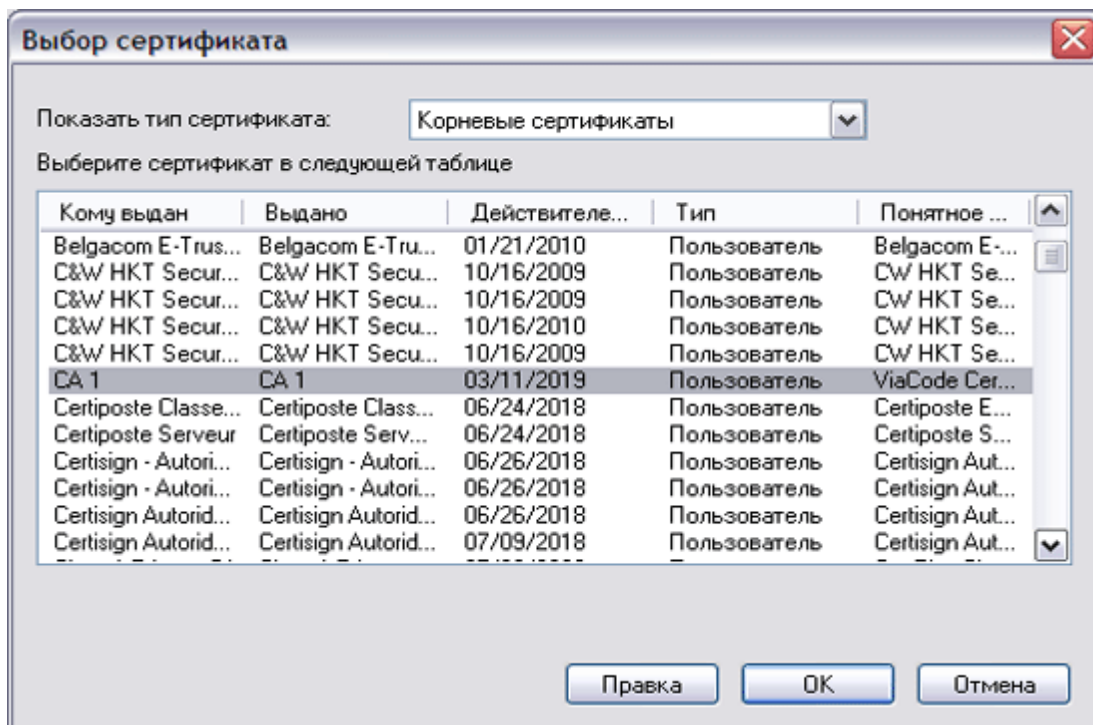 Выбор сертификата
Показать тип сертификата: Корневые сертификаты
Выберите сертификат в следующей таблице
Кому выдан Выдано Действителе... Тип Понятное ...
Belgacom E-Trus... Belgacom E-Tru... 01/21/2010 Пользователь Belgacom E-...
C&W HKT Secur... C&W HKT Secu... 10/16/2009 Пользователь CW HKT Se...
C&W HKT Secur... C&W HKT Secu... 10/16/2009 Пользователь CW HKT Se...
C&W HKT Secur... C&W HKT Secu... 10/16/2010 Пользователь CW HKT Se...
C&W HKT Secur... C&W HKT Secu... 10/16/2009 Пользователь CW HKT Se...
CA 1 CA 1 03/11/2019 Пользователь ViaCode Cer...
Certiposte Classe... Certiposte Class... 06/24/2018 Пользователь Certiposte E...
Certiposte Serveur Certiposte Serv... 06/24/2018 Пользователь Certiposte S...
Certisign - Autori... Certisign - Autori... 06/26/2018 Пользователь Certisign Aut...
Certisign - Autori... Certisign - Autori... 06/26/2018 Пользователь Certisign Aut...
Certisign Autorid... Certisign Autorid... 06/26/2018 Пользователь Certisign Aut...
Certisign Autorid... Certisign Autorid... 07/09/2018 Пользователь Certisign Aut...
Правка OK Отмена